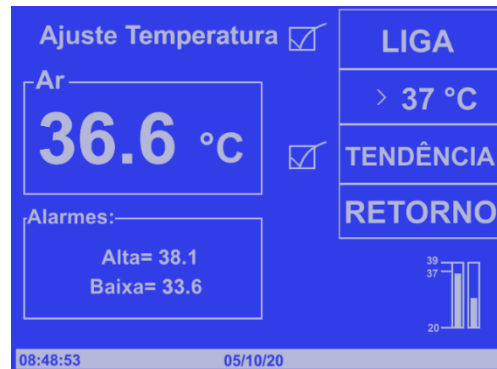 Ajuste Temperatura
Ar
36.6 °C
Alarmes:
Alta= 38.1
Baixa= 33.6
LIGA
> 37 °C
TENDÊNCIA
RETORNO
39
37
20
08:48:53 05/10/20